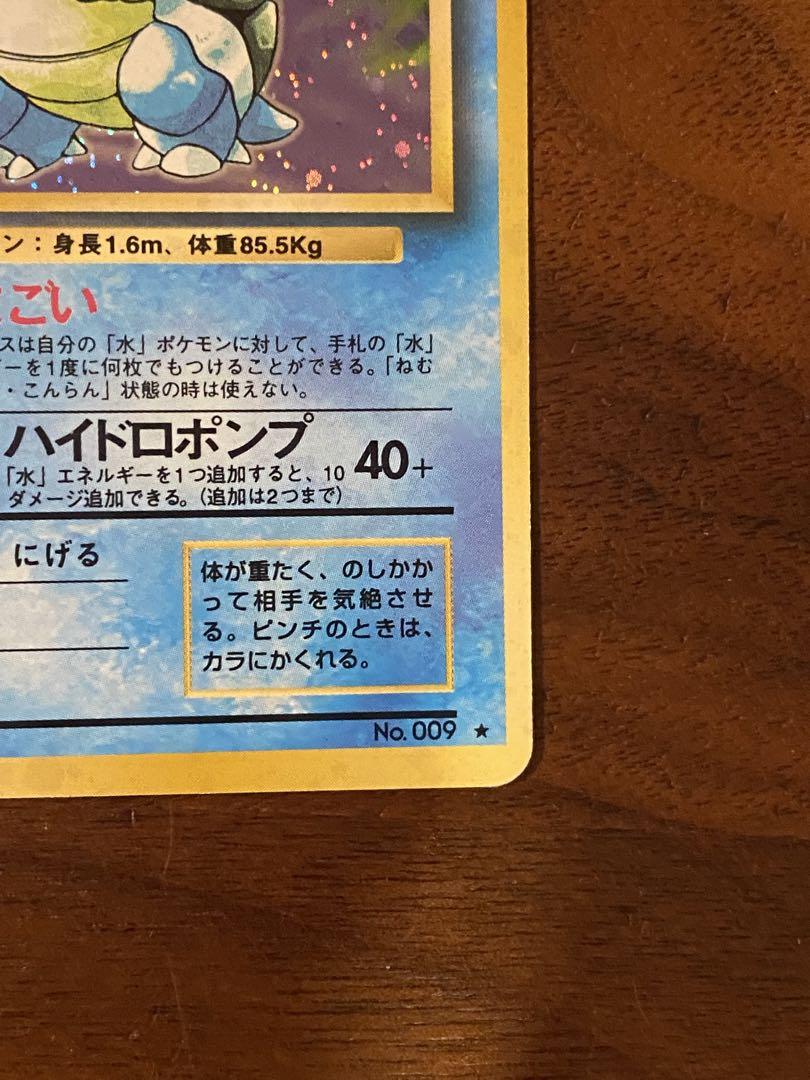 ン：身長1.6m、体重85.5Kg
ごい
スは自分の「水」ポケモンに対して、手札の「水」
ーを1度に何枚でもつけることができる。「ねむ
・こんらん」状態の時は使えない。
ハイドロポンプ 40+
「水」エネルギーを1つ追加すると、10
ダメージ追加できる。(追加は2つまで)
にげる
体が重たく、のしかか
って相手を気絶させ
る。ピンチのときは、
カラにかくれる。
No.009 ★